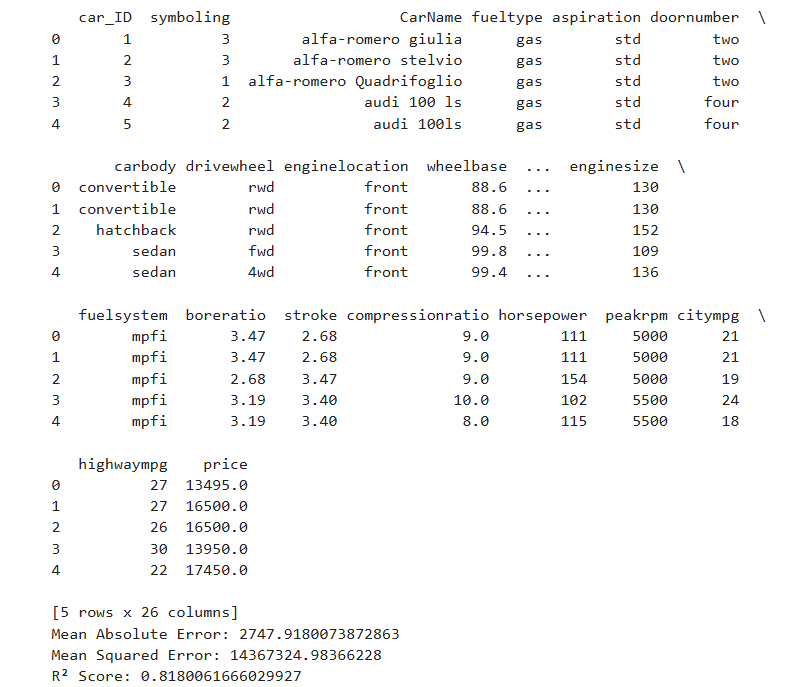 car_ID  symboling                   CarName fueltype aspiration doornumber  \
0       1          3        alfa-romero giulia      gas        std        two
1       2          3       alfa-romero stelvio      gas        std        two
2       3          1  alfa-romero Quadrifoglio      gas        std        two
3       4          2               audi 100 ls      gas        std       four
4       5          2                audi 100ls      gas        std       four
       carbody drivewheel enginelocation  wheelbase  ...  enginesize  \
0  convertible        rwd          front       88.6  ...         130
1  convertible        rwd          front       88.6  ...         130
2    hatchback        rwd          front       94.5  ...         152
3        sedan        fwd          front       99.8  ...         109
4        sedan        4wd          front       99.4  ...         136
   fuelsystem  boreratio  stroke compressionratio horsepower  peakrpm citympg  \
0        mpfi       3.47    2.68              9.0        111     5000      21
1        mpfi       3.47    2.68              9.0        111     5000      21
2        mpfi       2.68    3.47              9.0        154     5000      19
3        mpfi       3.19    3.40             10.0        102     5500      24
4        mpfi       3.19    3.40              8.0        115     5500      18
   highwaympg    price
0          27  13495.0
1          27  16500.0
2          26  16500.0
3          30  13950.0
4          22  17450.0
[5 rows x 26 columns]
Mean Absolute Error: 2747.9180073872863
Mean Squared Error: 14367324.98366228
R² Score: 0.8180061666029927